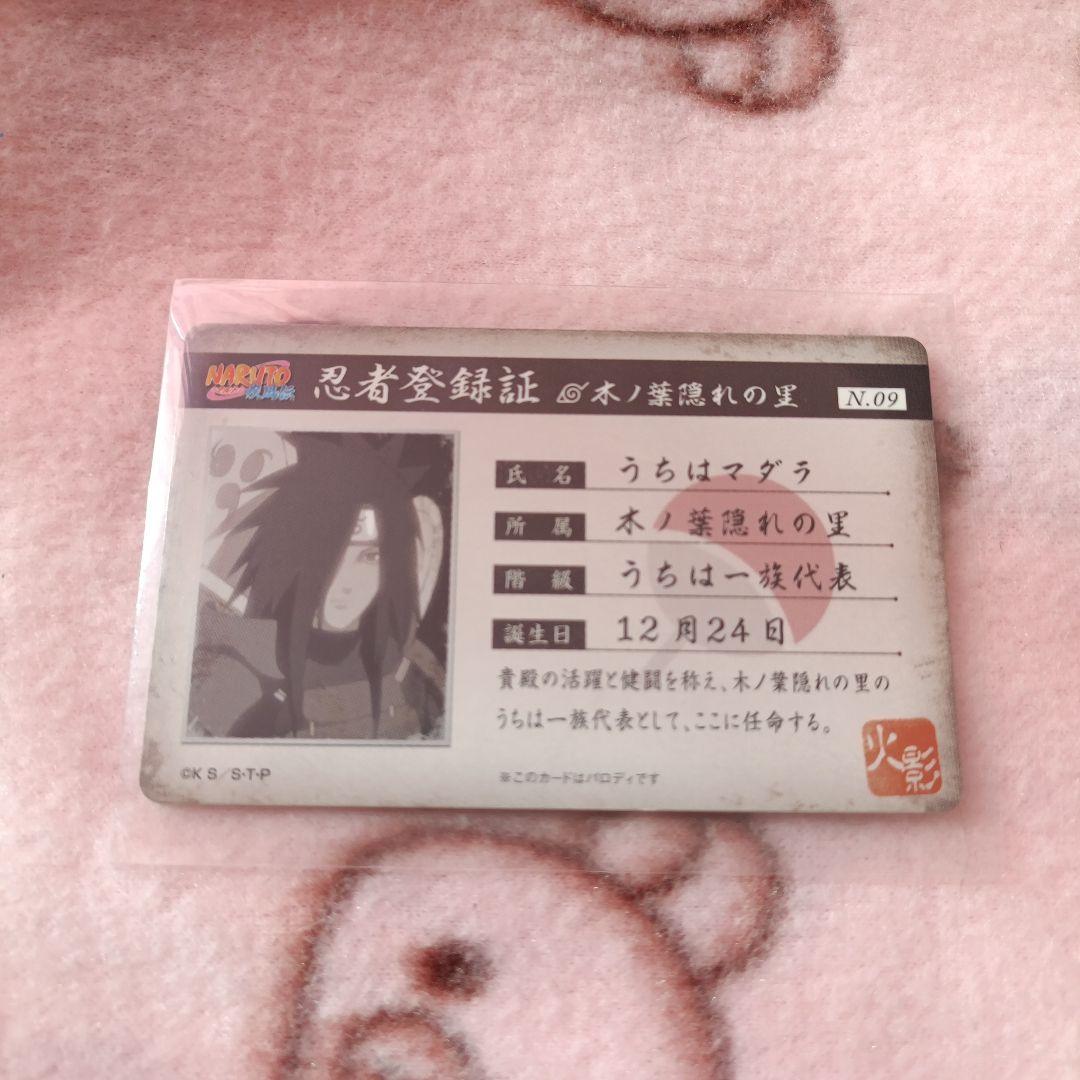 NARUTO 疾風伝 忍者登録証 木ノ葉隠れの里 N.09
氏名 うちはマダラ
所属 木ノ葉隠れの里
階級 うちは一族代表
誕生日 12月24日
貴殿の活躍と健闘を称え、木ノ葉隠れの里の
うちは一族代表として、ここに任命する。
火影
©K S／S・T・P
※このカードはパロディです